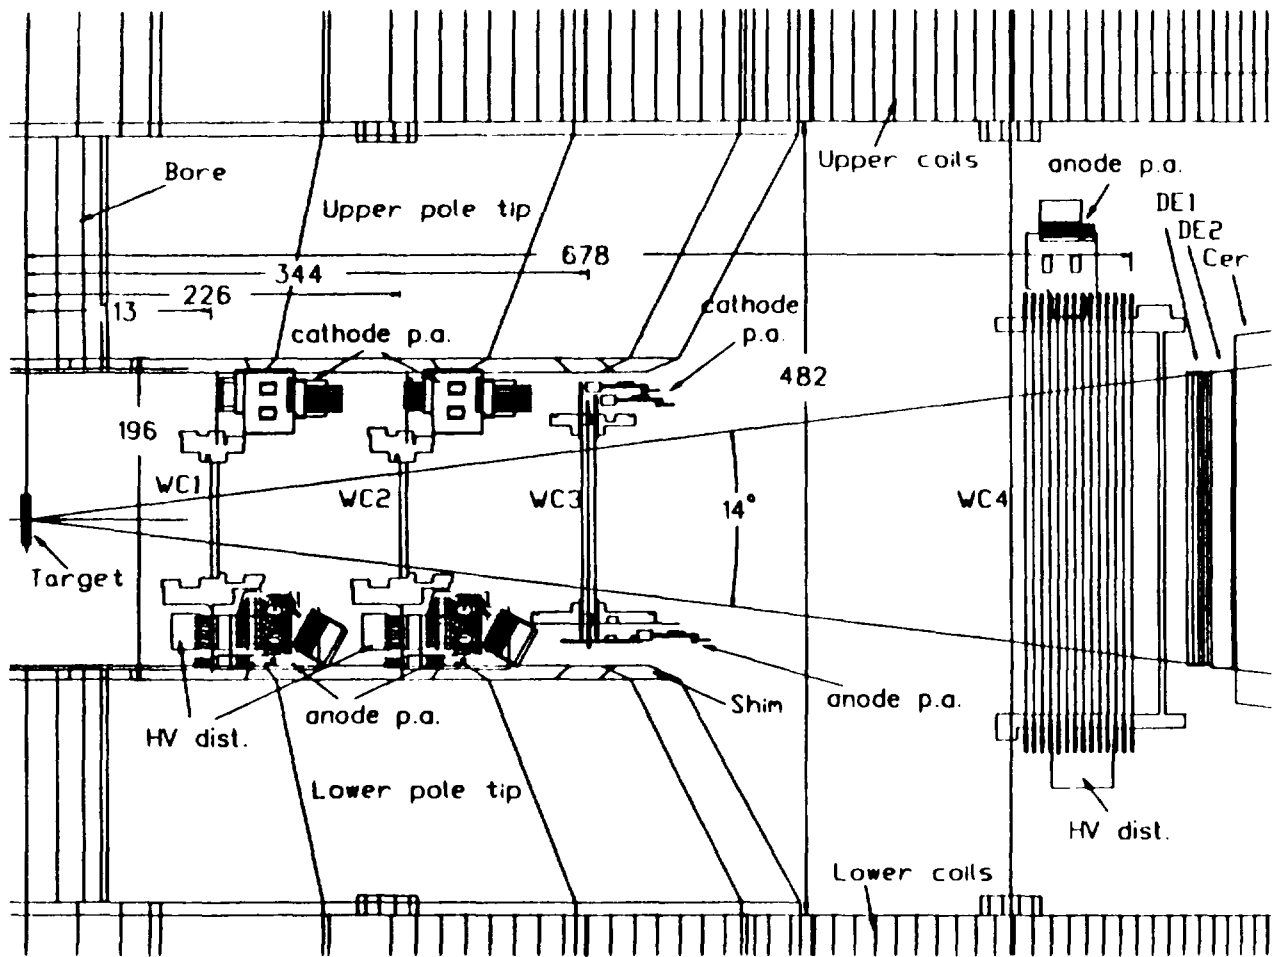 Bore
Upper pole tip
Upper coils
anode p.a.
DE1
DE2
Cer
678
344
226
13
cathode p.a.
cathode
p.a.
482
196
WC1
WC2
WC3
14°
WC4
Target
HV dist.
anode p.a.
Shim
anode p.a.
Lower pole tip
HV dist.
Lower coils